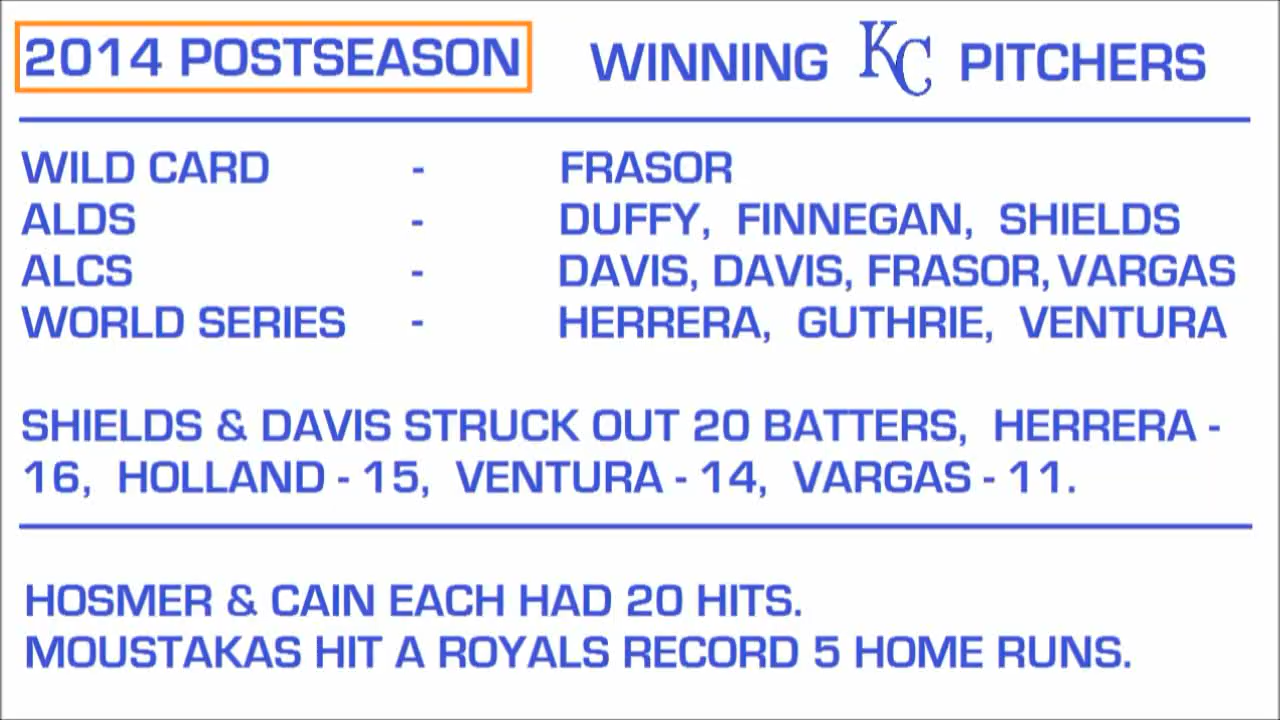 2014 POSTSEASON WINNING KC PITCHERS
WILD CARD - FRASOR
ALDS - DUFFY, FINNEGAN, SHIELDS
ALCS - DAVIS, DAVIS, FRASOR, VARGAS
WORLD SERIES - HERRERA, GUTHRIE, VENTURA
SHIELDS & DAVIS STRUCK OUT 20 BATTERS, HERRERA -
16, HOLLAND - 15, VENTURA - 14, VARGAS - 11.
HOSMER & CAIN EACH HAD 20 HITS.
MOUSTAKAS HIT A ROYALS RECORD 5 HOME RUNS.